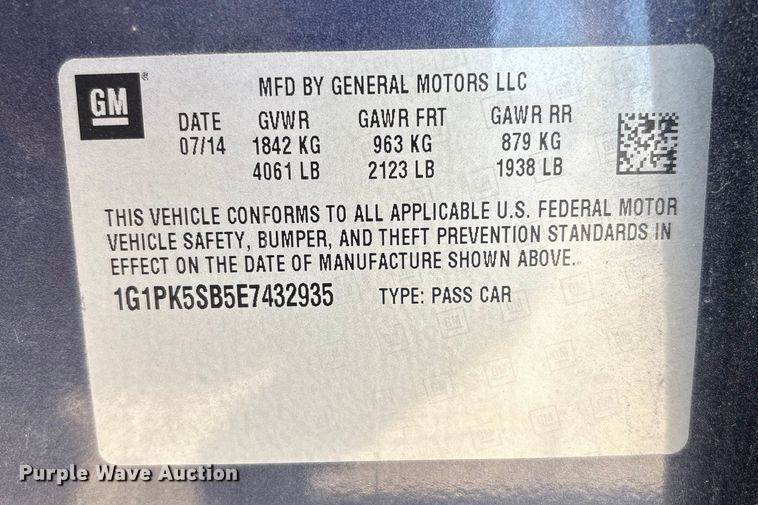 GM
MFD BY GENERAL MOTORS LLC
DATE GVWR GAWR FRT GAWR RR
07/14 1842 KG 963 KG 879 KG
4061 LB 2123 LB 1938 LB
THIS VEHICLE CONFORMS TO ALL APPLICABLE U.S. FEDERAL MOTOR
VEHICLE SAFETY, BUMPER, AND THEFT PREVENTION STANDARDS IN
EFFECT ON THE DATE OF MANUFACTURE SHOWN ABOVE.
1G1PK5SB5E7432935 TYPE: PASS CAR
Purple Wave Auction